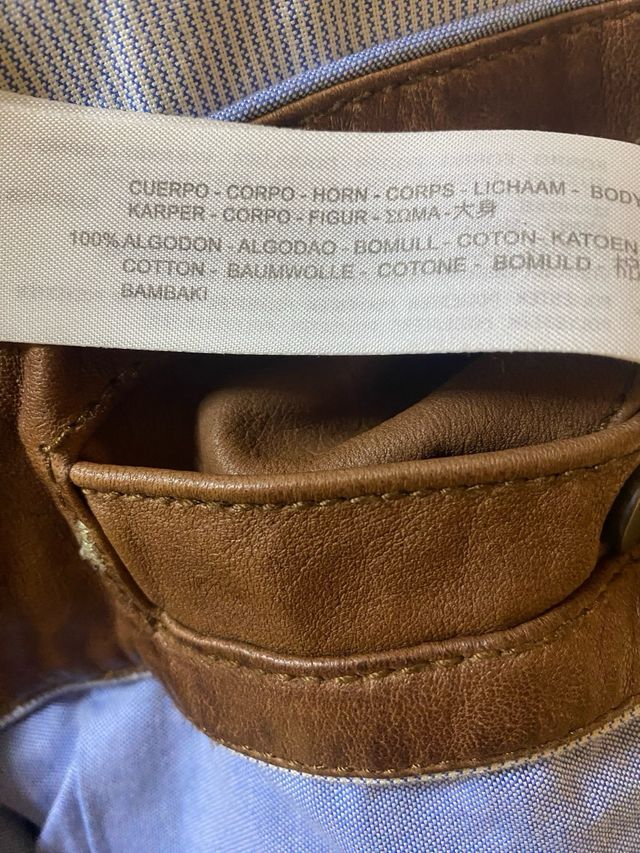 CUERPO - CORPO - HORN - CORPS - LICHAAM - BODY
KARPER - CORPO - FIGUR - ΣΩΜΑ - 大身
100% ALGODON - ALGODAO - BOMULL - COTON - KATOEN
COTTON - BAUMWOLLE - COTONE - BOMULD -
BAMBAKI